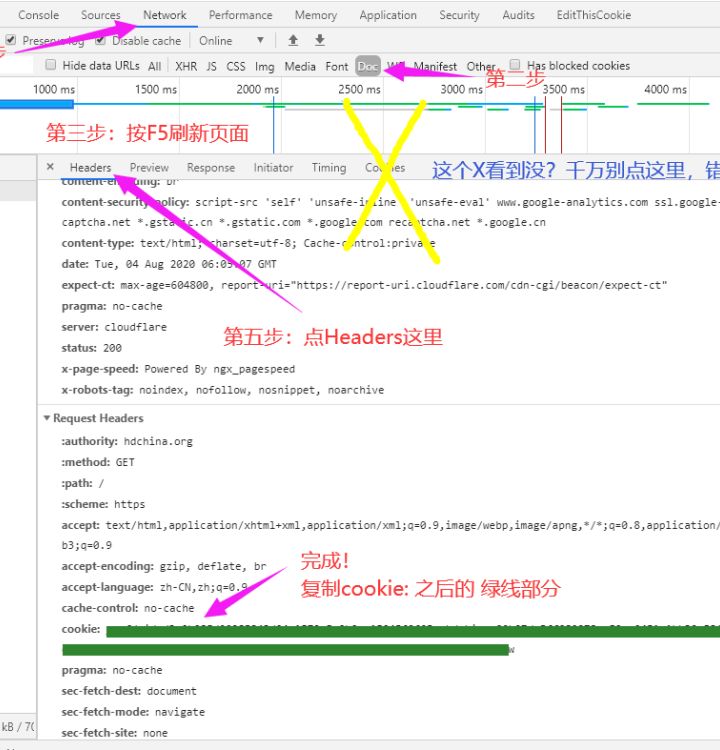 Console Sources Network Performance Memory Application Security Audits EditThisCookie
Preserve log Disable cache Online
步
Hide data URLs All XHR JS CSS Img Media Font Doc WS Manifest Other Has blocked cookies
第二步
1000 ms 1500 ms 2000 ms 2500 ms 3000 ms 3500 ms 4000 ms
第三步：按F5刷新页面
× Headers Preview Response Initiator Timing Cookies
这个X看到没？千万别点这里，错
content-encoding: br
content-security-policy: script-src 'self' 'unsafe-inline' 'unsafe-eval' www.google-analytics.com ssl.google-
captcha.net *.gstatic.cn *.gstatic.com *.google.com recaptcha.net *.google.cn
content-type: text/html; charset=utf-8; Cache-control:private
date: Tue, 04 Aug 2020 06:05:07 GMT
expect-ct: max-age=604800, report-uri="https://report-uri.cloudflare.com/cdn-cgi/beacon/expect-ct"
pragma: no-cache
server: cloudflare
第五步：点Headers这里
status: 200
x-page-speed: Powered By ngx_pagespeed
x-robots-tag: noindex, nofollow, nosnippet, noarchive
Request Headers
:authority: hdchina.org
:method: GET
:path: /
:scheme: https
accept: text/html,application/xhtml+xml,application/xml;q=0.9,image/webp,image/apng,*/*;q=0.8,application/
b3;q=0.9
accept-encoding: gzip, deflate, br
完成！
accept-language: zh-CN,zh;q=0.9
复制cookie: 之后的 绿线部分
cache-control: no-cache
cookie:
w
pragma: no-cache
sec-fetch-dest: document
sec-fetch-mode: navigate
kB / 70
sec-fetch-site: none